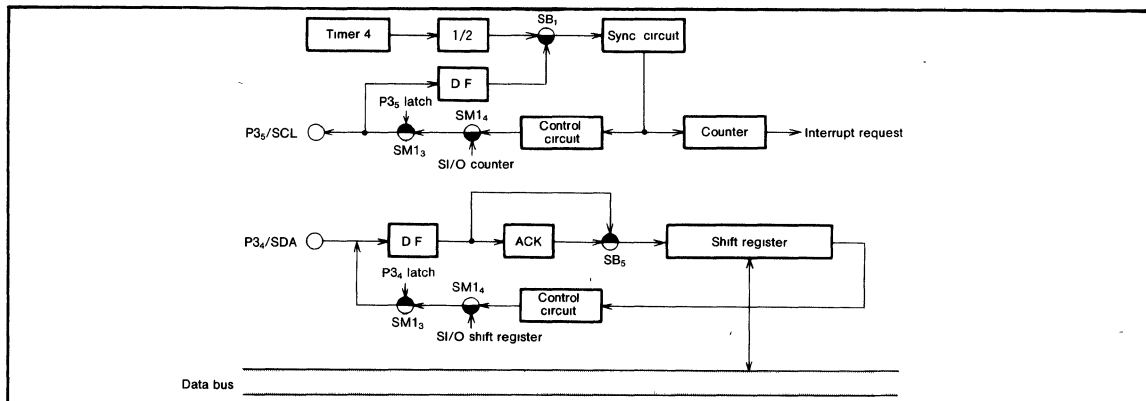 SB₁
Timer 4
1/2
Sync circuit
D F
P3₅ latch
SM1₄
P3₅/SCL
Control circuit
Counter
Interrupt request
SM1₃
SI/O counter
P3₄/SDA
D F
ACK
Shift register
SB₅
P3₄ latch
SM1₄
Control circuit
SM1₃
SI/O shift register
Data bus